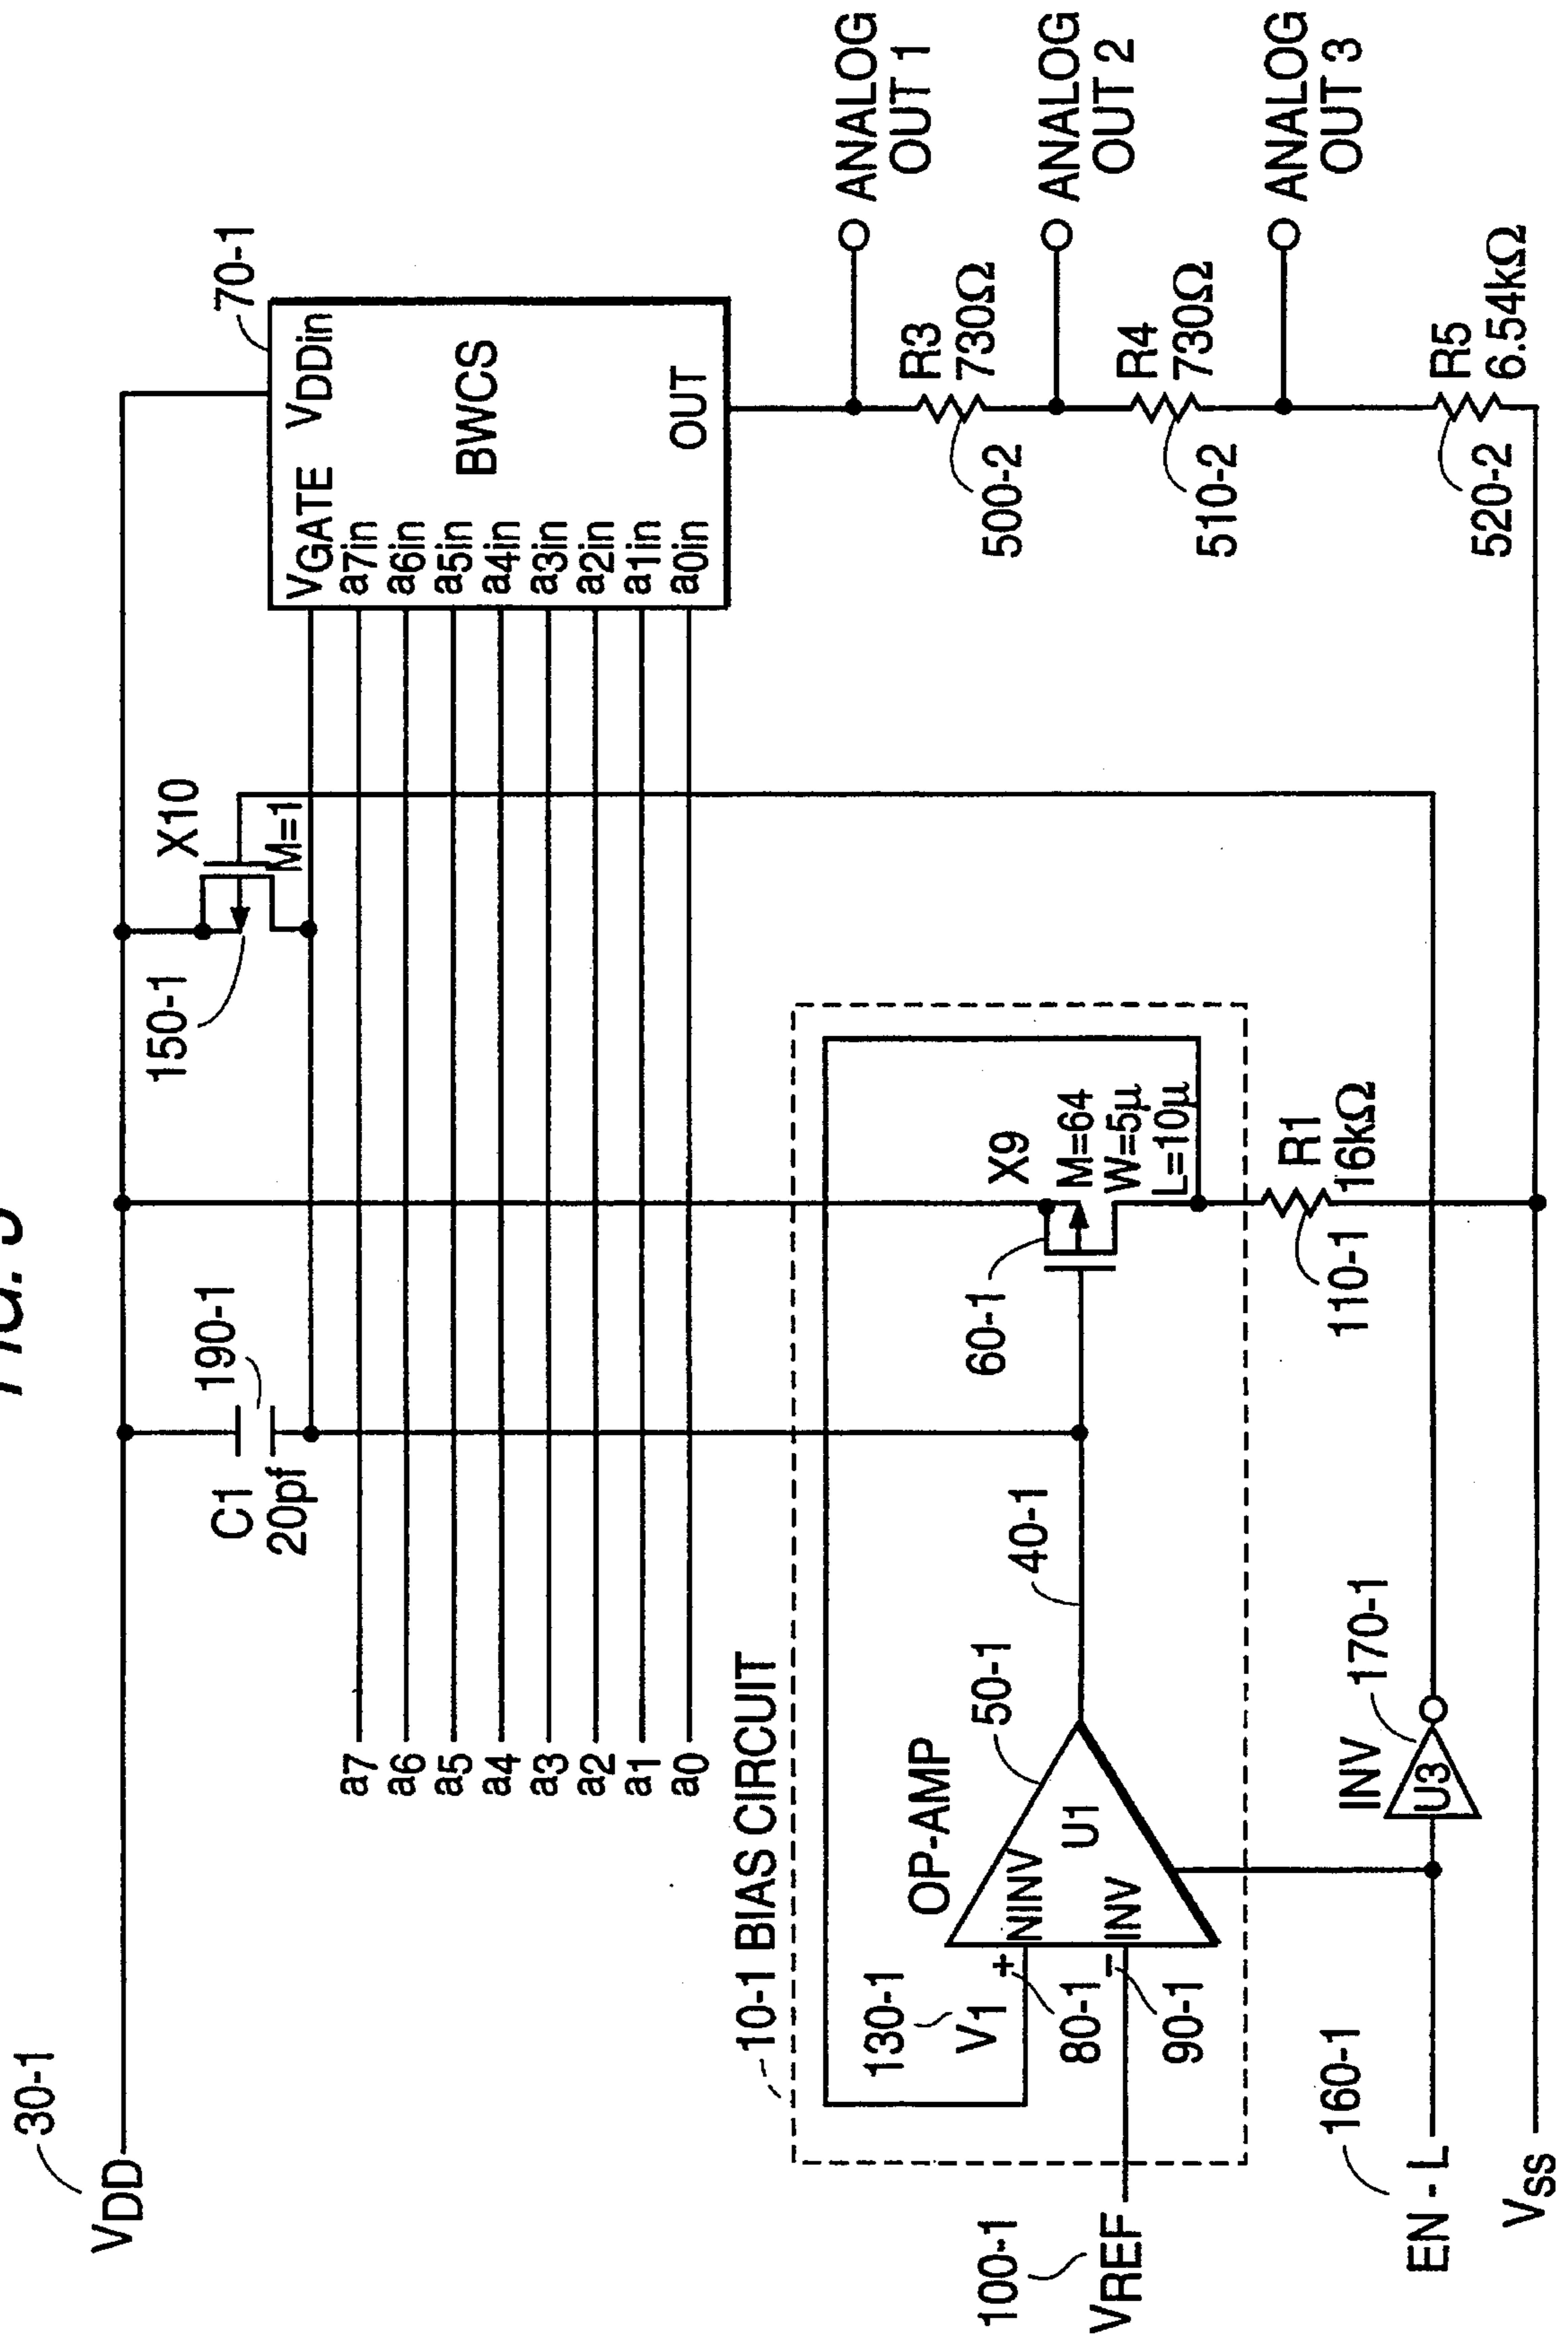 30-1
VDD
C1
20pf
190-1
150-1
X10
M=1
70-1
VGATE
VDDin
a7in
a6in
a5in
a4in
a3in
a2in
a1in
a0in
BWCS
OUT
a7
a6
a5
a4
a3
a2
a1
a0
10-1 BIAS CIRCUIT
130-1
V1
OP-AMP
50-1
+
NINV
U1
80-1
−
INV
90-1
40-1
X9
60-1
M=64
W=5μ
L=10μ
100-1
VREF
R1
16kΩ
110-1
160-1
EN - L
INV
170-1
U3
VSS
ANALOG
OUT 1
R3
730Ω
500-2
ANALOG
OUT 2
R4
730Ω
510-2
ANALOG
OUT 3
R5
6.54kΩ
520-2